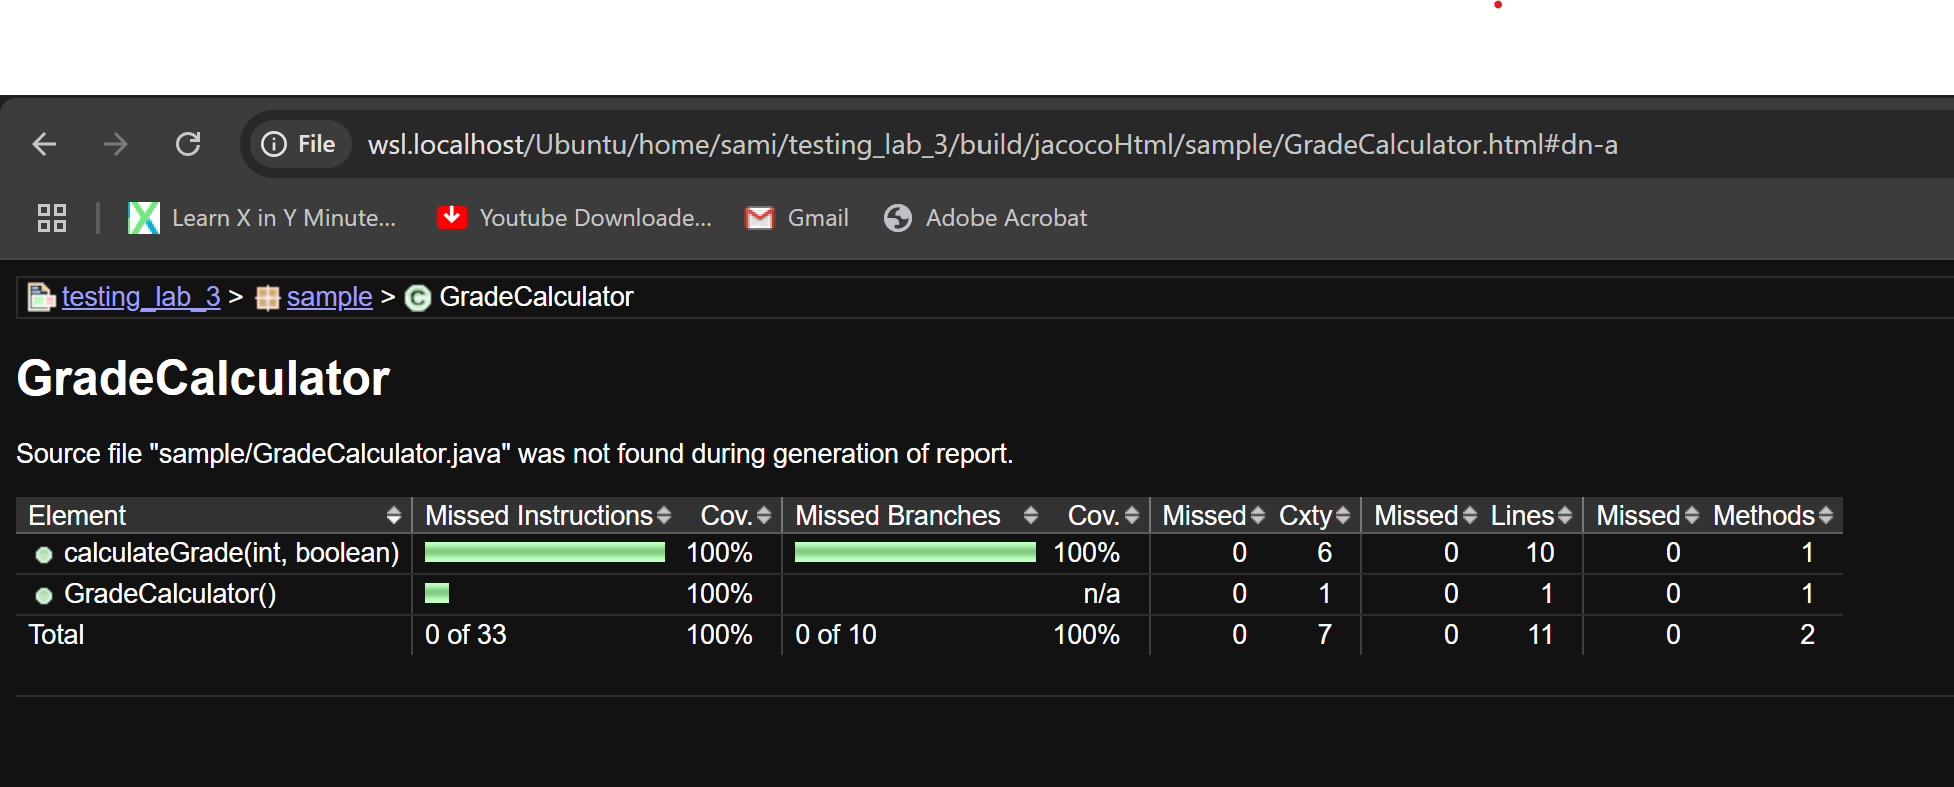 File wsl.localhost/Ubuntu/home/sami/testing_lab_3/build/jacocoHtml/sample/GradeCalculator.html#dn-a
Learn X in Y Minute... Youtube Downloade... Gmail Adobe Acrobat
testing_lab_3 > sample > GradeCalculator
GradeCalculator
Source file "sample/GradeCalculator.java" was not found during generation of report.
Element Missed Instructions Cov. Missed Branches Cov. Missed Cxty Missed Lines Missed Methods
calculateGrade(int, boolean) 100% 100% 0 6 0 10 0 1
GradeCalculator() 100% n/a 0 1 0 1 0 1
Total 0 of 33 100% 0 of 10 100% 0 7 0 11 0 2